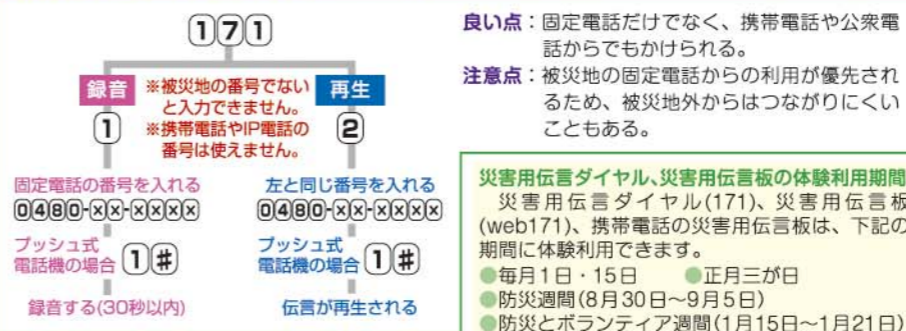 171
録音
※被災地の番号でない
と入力できません。
※携帯電話やIP電話の
番号は使えません。
再生
1
2
固定電話の番号を入れる
0480-××-××××
プッシュ式
電話機の場合 1#
録音する(30秒以内)
左と同じ番号を入れる
0480-××-××××
プッシュ式
電話機の場合 1#
伝言が再生される
良い点：固定電話だけでなく、携帯電話や公衆電
話からでもかけられる。
注意点：被災地の固定電話からの利用が優先され
るため、被災地外からはつながりにくい
こともある。
災害用伝言ダイヤル、災害用伝言板の体験利用期間
災害用伝言ダイヤル(171)、災害用伝言板
(web171)、携帯電話の災害用伝言板は、下記の
期間に体験利用できます。
●毎月1日・15日 ●正月三が日
●防災週間(8月30日～9月5日)
●防災とボランティア週間(1月15日～1月21日)